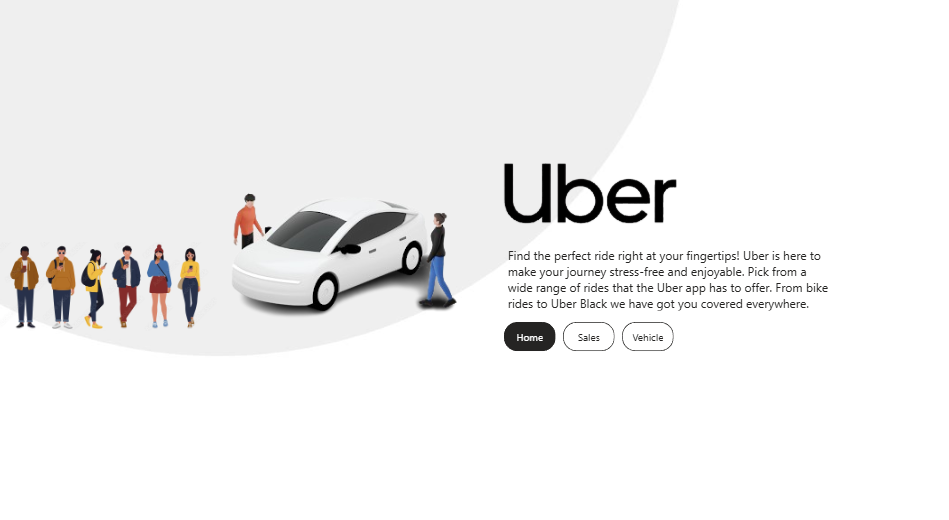 Uber
Find the perfect ride right at your fingertips! Uber is here to
make your journey stress-free and enjoyable. Pick from a
wide range of rides that the Uber app has to offer. From bike
rides to Uber Black we have got you covered everywhere.
Home
Sales
Vehicle